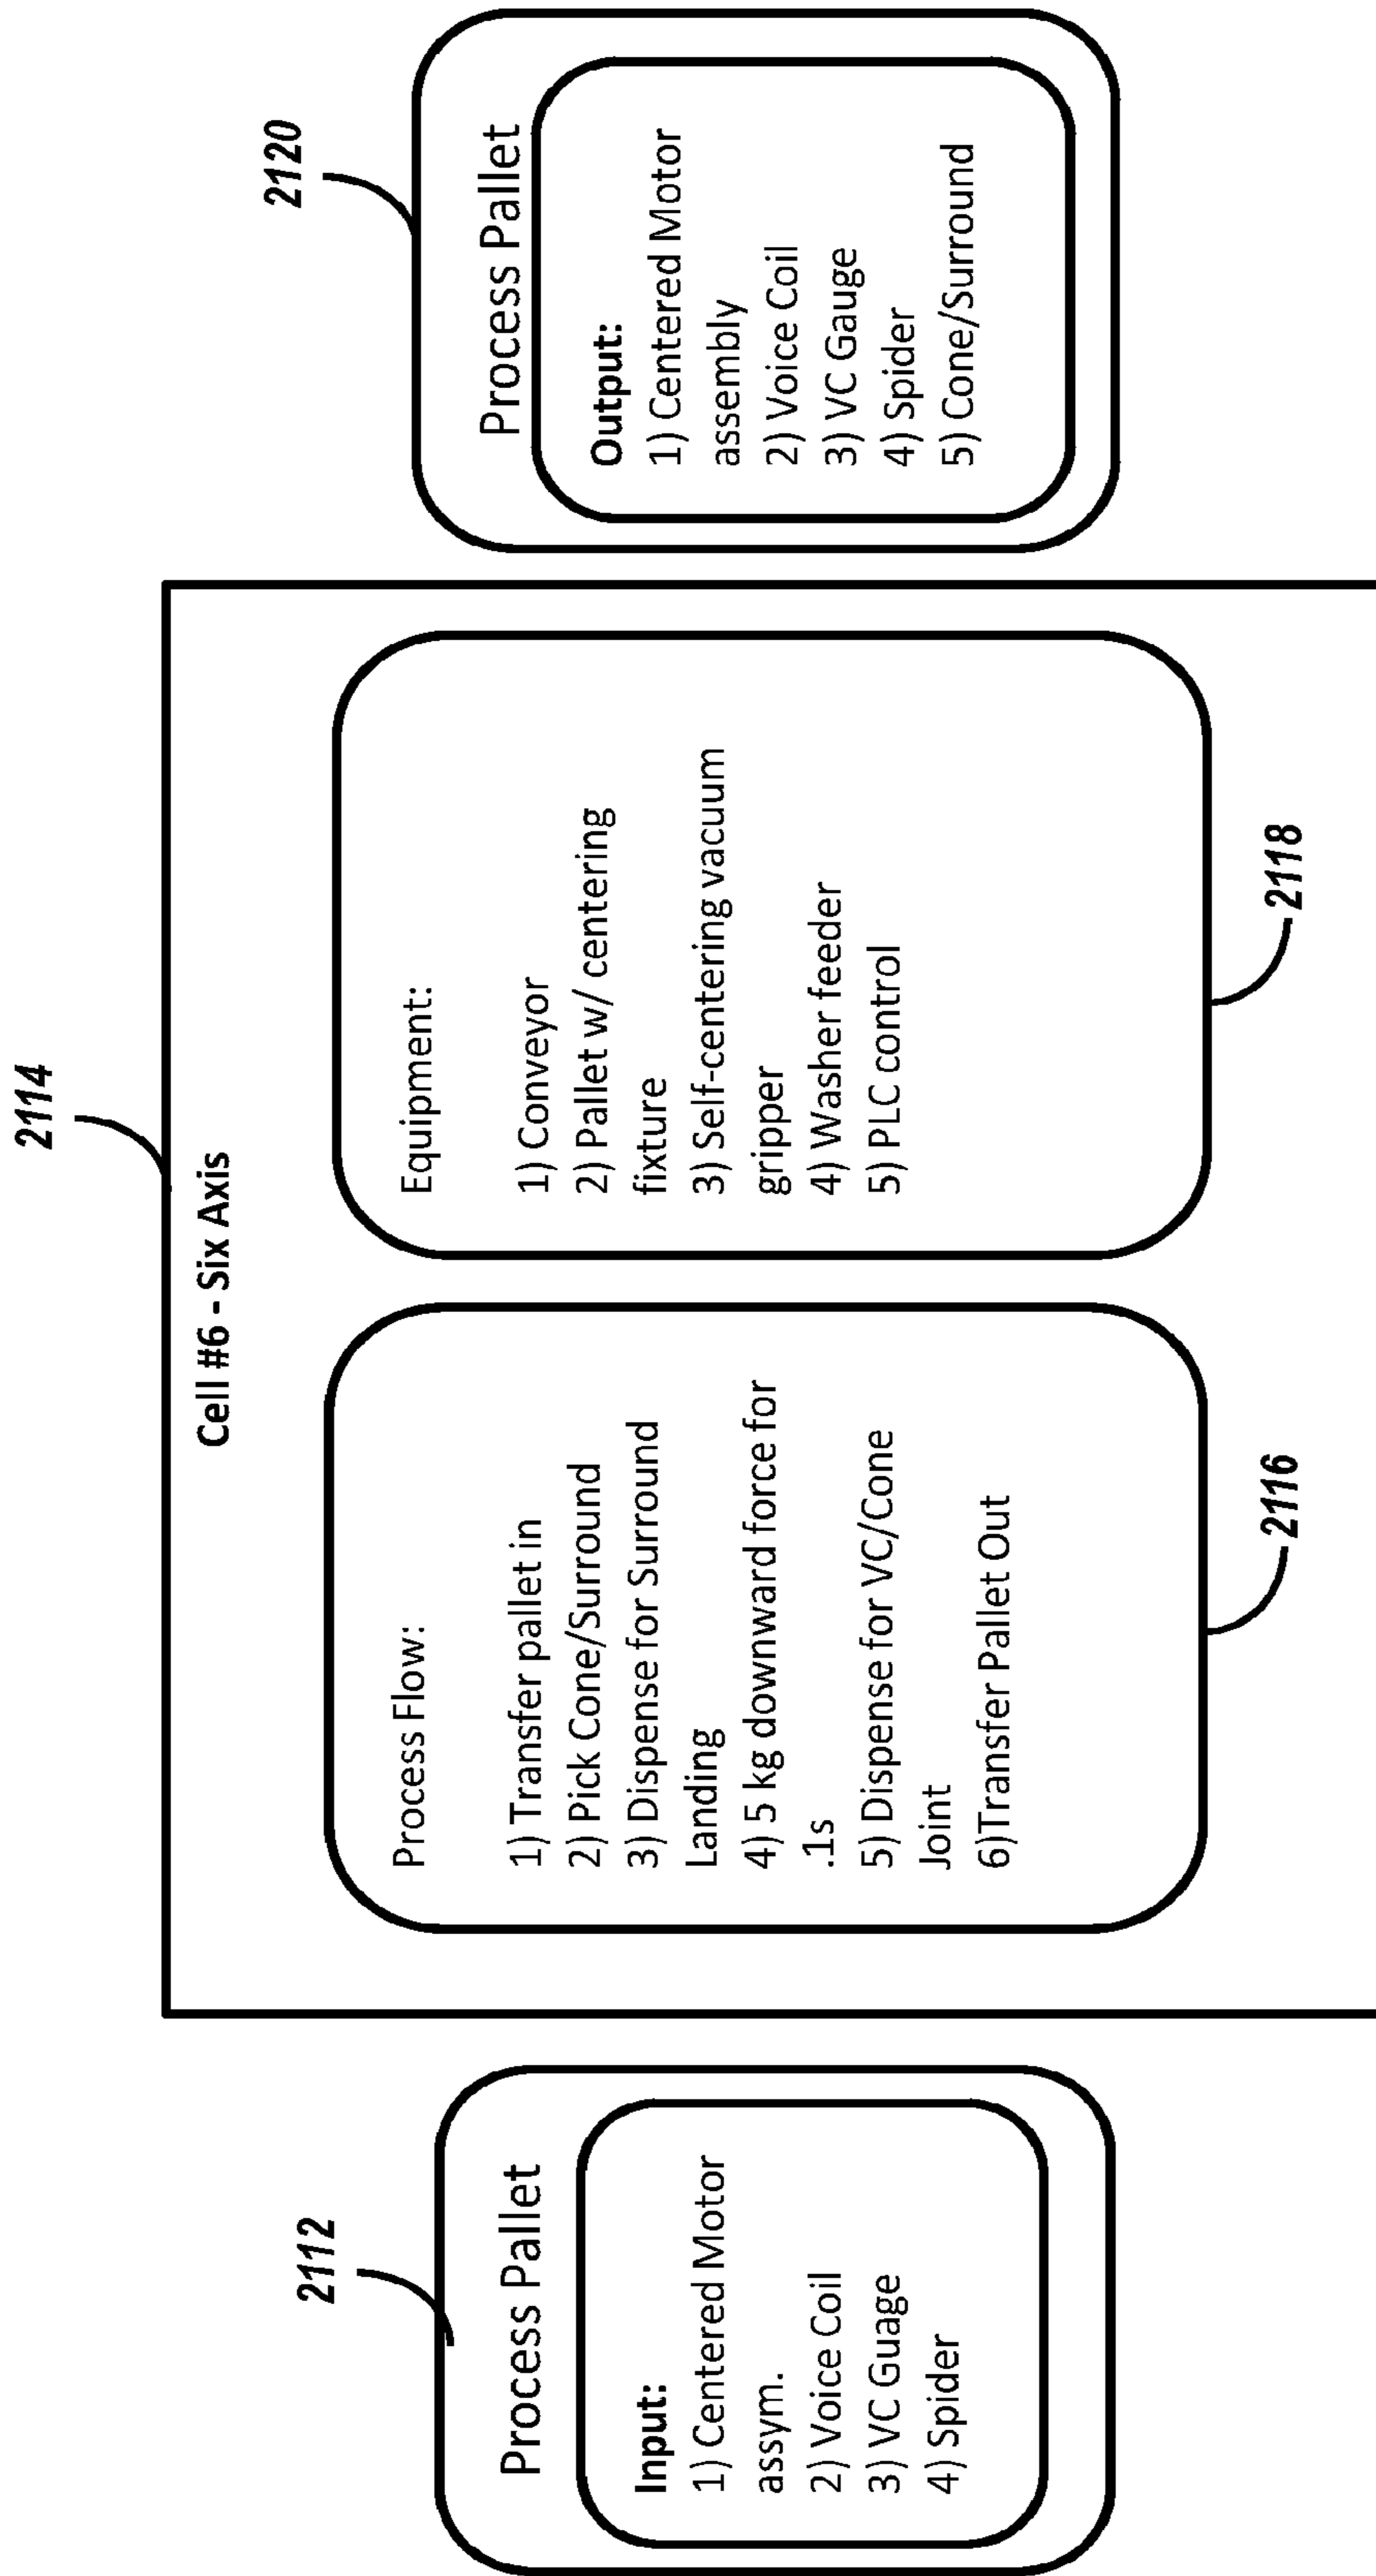 2112
Process Pallet
Input:
1) Centered Motor
assym.
2) Voice Coil
3) VC Guage
4) Spider
2114
Cell #6 - Six Axis
Process Flow:
1) Transfer pallet in
2) Pick Cone/Surround
3) Dispense for Surround
Landing
4) 5 kg downward force for
.1s
5) Dispense for VC/Cone
Joint
6)Transfer Pallet Out
2116
Equipment:
1) Conveyor
2) Pallet w/ centering
fixture
3) Self-centering vacuum
gripper
4) Washer feeder
5) PLC control
2118
2120
Process Pallet
Output:
1) Centered Motor
assembly
2) Voice Coil
3) VC Gauge
4) Spider
5) Cone/Surround